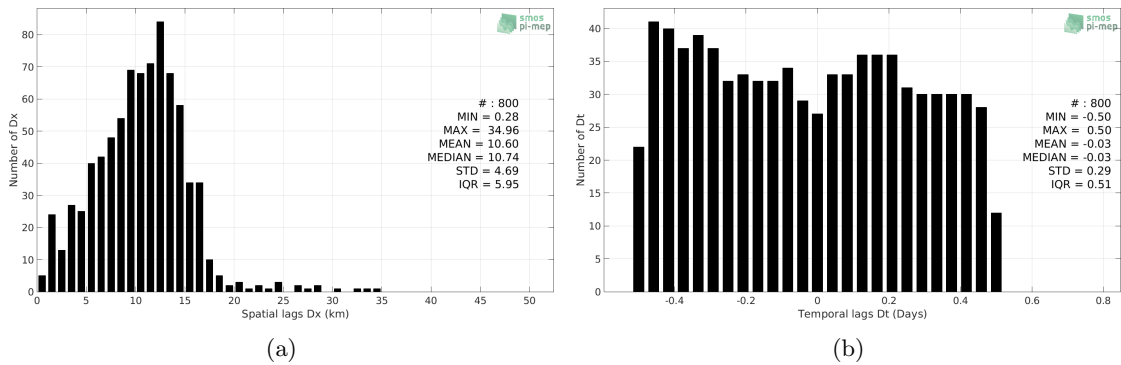 smos
pi-mep
80
70
60
50
40
30
20
10
0
Number of Dx
# : 800
MIN = 0.28
MAX = 34.96
MEAN = 10.60
MEDIAN = 10.74
STD = 4.69
IQR = 5.95
0 5 10 15 20 25 30 35 40 45 50
Spatial lags Dx (km)
(a)
smos
pi-mep
40
35
30
25
20
15
10
5
0
Number of Dt
# : 800
MIN = -0.50
MAX = 0.50
MEAN = -0.03
MEDIAN = -0.03
STD = 0.29
IQR = 0.51
-0.4 -0.2 0 0.2 0.4 0.6 0.8
Temporal lags Dt (Days)
(b)